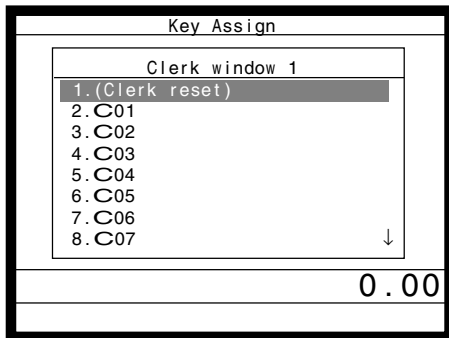 Key Assign
Clerk window 1
1.(Clerk reset)
2.C01
3.C02
4.C03
5.C04
6.C05
7.C06
8.C07 ↓
0.00